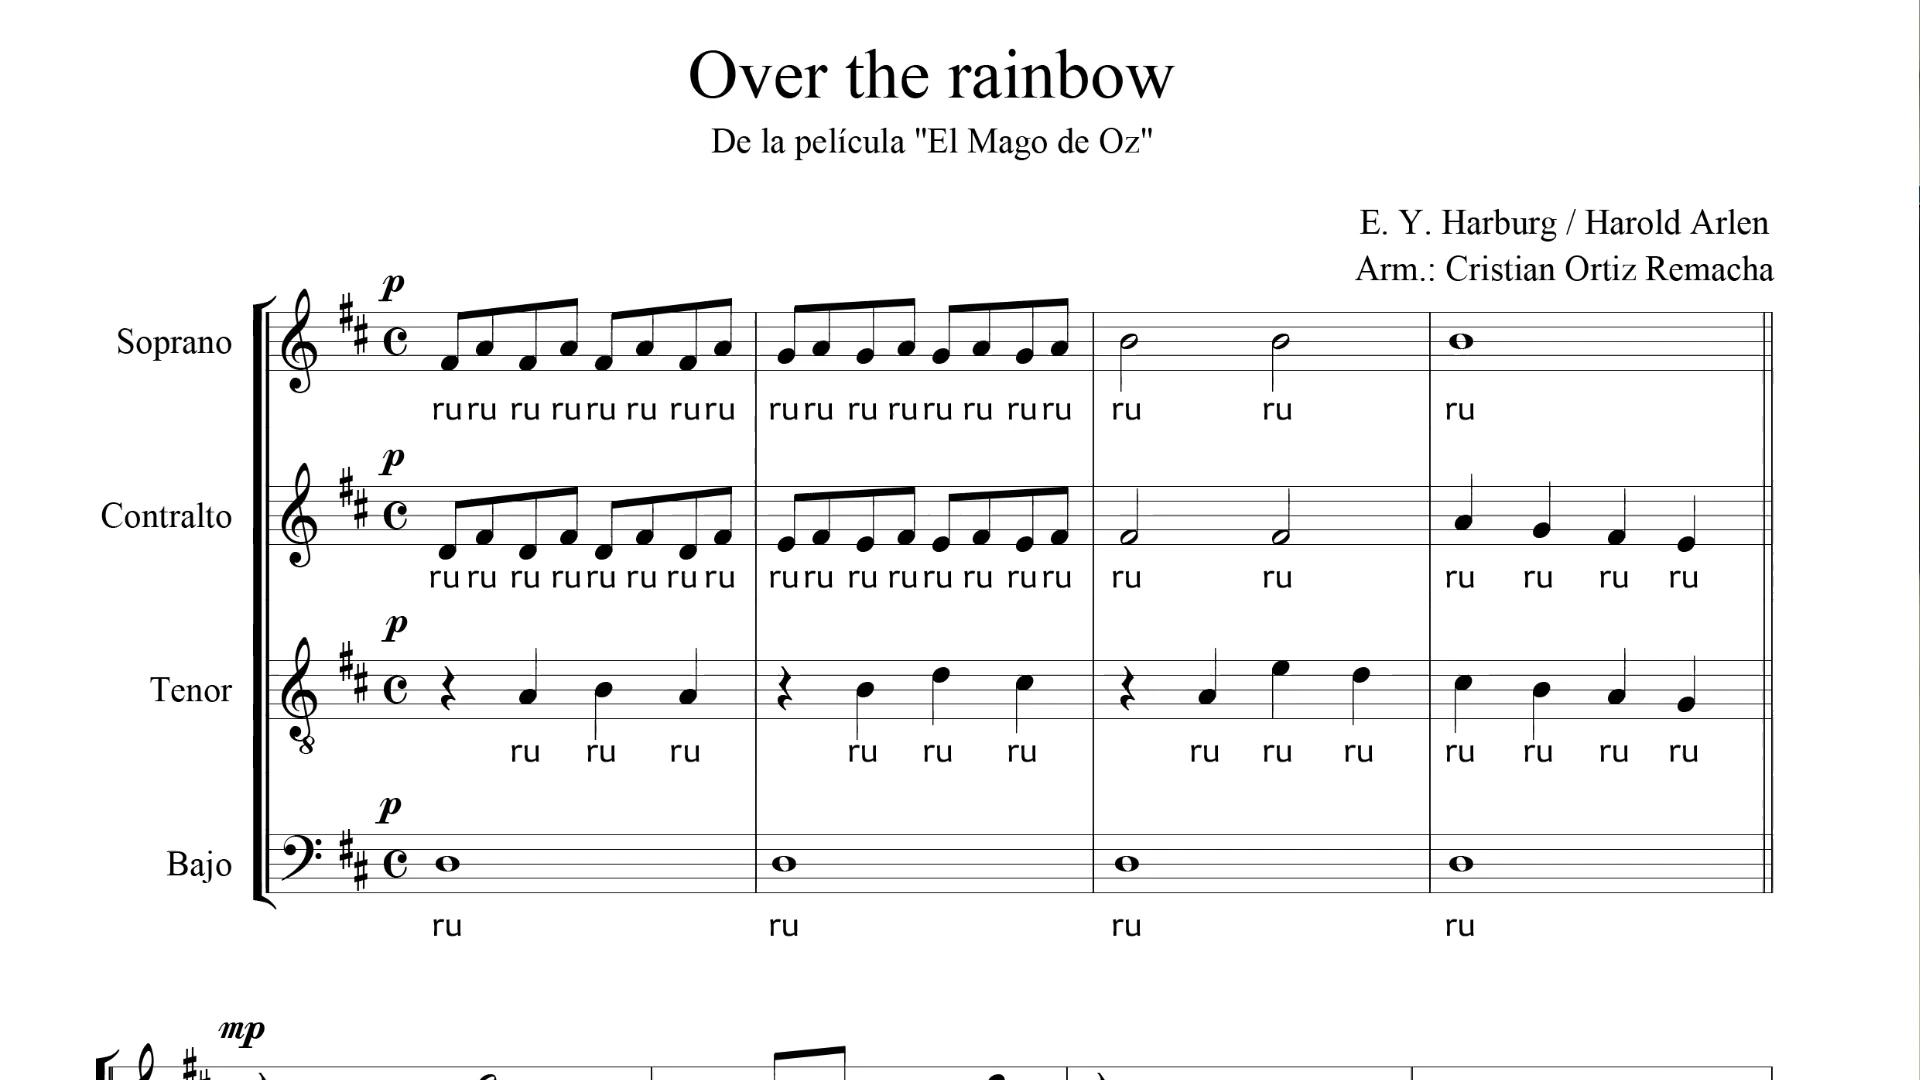 Over the rainbow
De la película "El Mago de Oz"
E. Y. Harburg / Harold Arlen
Arm.: Cristian Ortiz Remacha
p
Soprano
ru ru ru ru ru ru ru ru ru ru ru ru ru ru ru ru ru ru ru
p
Contralto
ru ru ru ru ru ru ru ru ru ru ru ru ru ru ru ru ru ru ru ru ru ru
p
Tenor
8
ru ru ru ru ru ru ru ru ru ru ru ru ru
p
Bajo
ru ru ru ru
mp